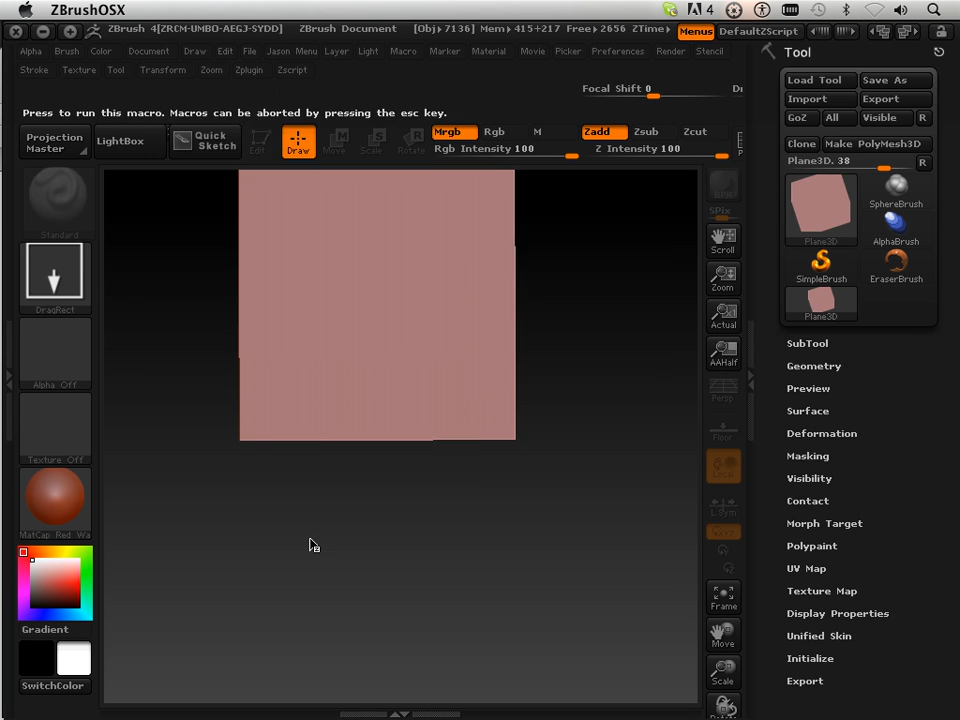 ZBrushOSX
4
ZBrush 4[ZRCM-UMBO-AEGJ-SYDD] ZBrush Document [Obj▸7136] Mem▸415+217 Free▸2656 ZTime▸ Menus DefaultZScript
Alpha Brush Color Document Draw Edit File Jason Menu Layer Light Macro Marker Material Movie Picker Preferences Render Stencil
Stroke Texture Tool Transform Zoom Zplugin Zscript
Focal Shift 0
Press to run this macro. Macros can be aborted by pressing the esc key.
Projection Master
LightBox
Quick Sketch
Edit
Draw
Move
Scale
Rotate
Mrgb Rgb M
Rgb Intensity 100
Zadd Zsub Zcut
Z Intensity 100
Standard
DragRect
Alpha Off
Texture Off
MatCap Red Wa
Gradient
SwitchColor
SPix
Scroll
Zoom
Actual
AAHalf
Persp
Floor
Local
L.Sym
Frame
Move
Scale
Tool
Load Tool Save As
Import Export
GoZ All Visible R
Clone Make PolyMesh3D
Plane3D. 38 R
Plane3D
SphereBrush
AlphaBrush
SimpleBrush
EraserBrush
Plane3D
SubTool
Geometry
Preview
Surface
Deformation
Masking
Visibility
Contact
Morph Target
Polypaint
UV Map
Texture Map
Display Properties
Unified Skin
Initialize
Export